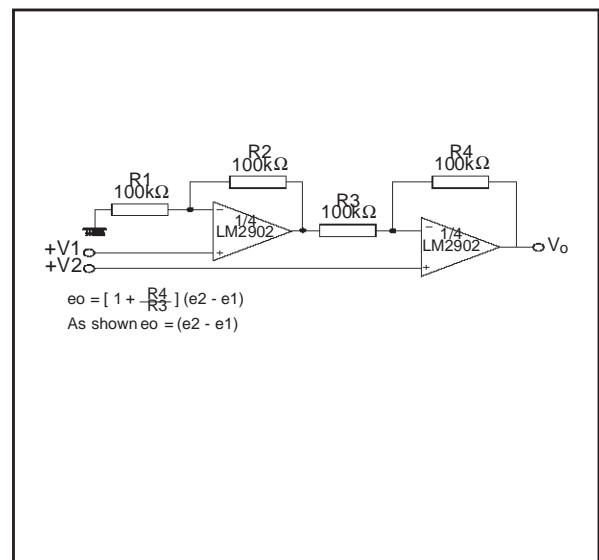 R1
100kΩ
R2
100kΩ
R3
100kΩ
R4
100kΩ
1/4
LM2902
1/4
LM2902
+V1
+V2
Vo
eo = [ 1 + R4/R3 ] (e2 - e1)
As shown eo = (e2 - e1)